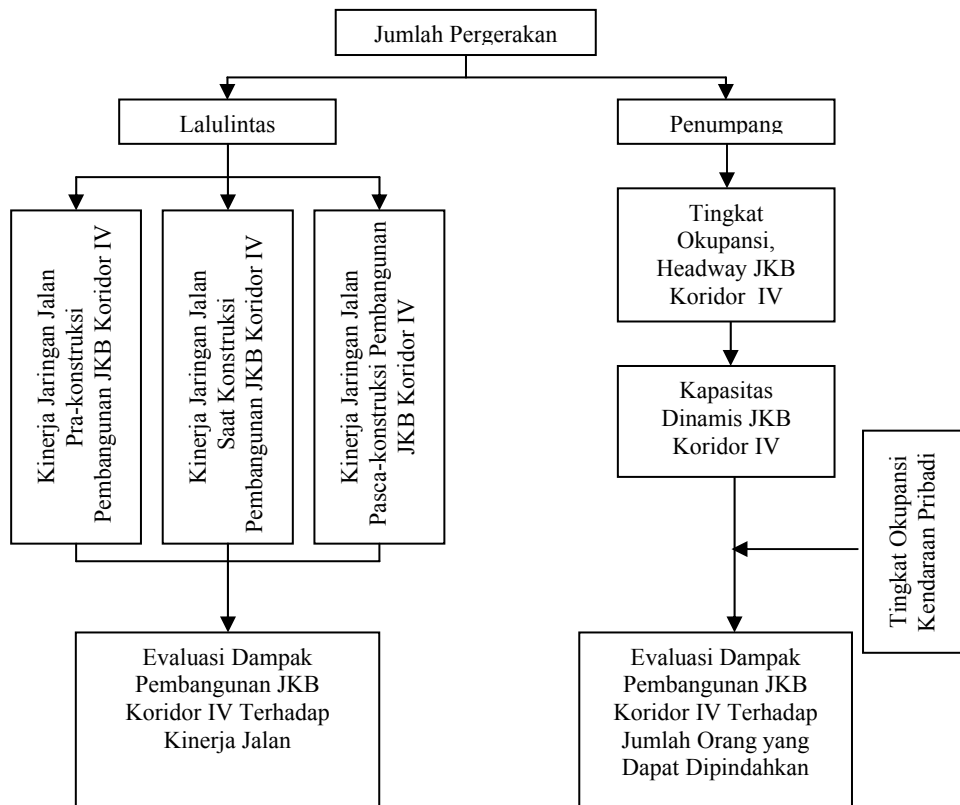 Jumlah Pergerakan
Lalulintas
Penumpang
Kinerja Jaringan Jalan
Pra-konstruksi
Pembangunan JKB Koridor IV
Kinerja Jaringan Jalan
Saat Konstruksi
Pembangunan JKB Koridor IV
Kinerja Jaringan Jalan
Pasca-konstruksi Pembangunan
JKB Koridor IV
Tingkat
Okupansi,
Headway JKB
Koridor IV
Kapasitas
Dinamis JKB
Koridor IV
Tingkat Okupansi
Kendaraan Pribadi
Evaluasi Dampak
Pembangunan JKB
Koridor IV Terhadap
Kinerja Jalan
Evaluasi Dampak
Pembangunan JKB
Koridor IV Terhadap
Jumlah Orang yang
Dapat Dipindahkan